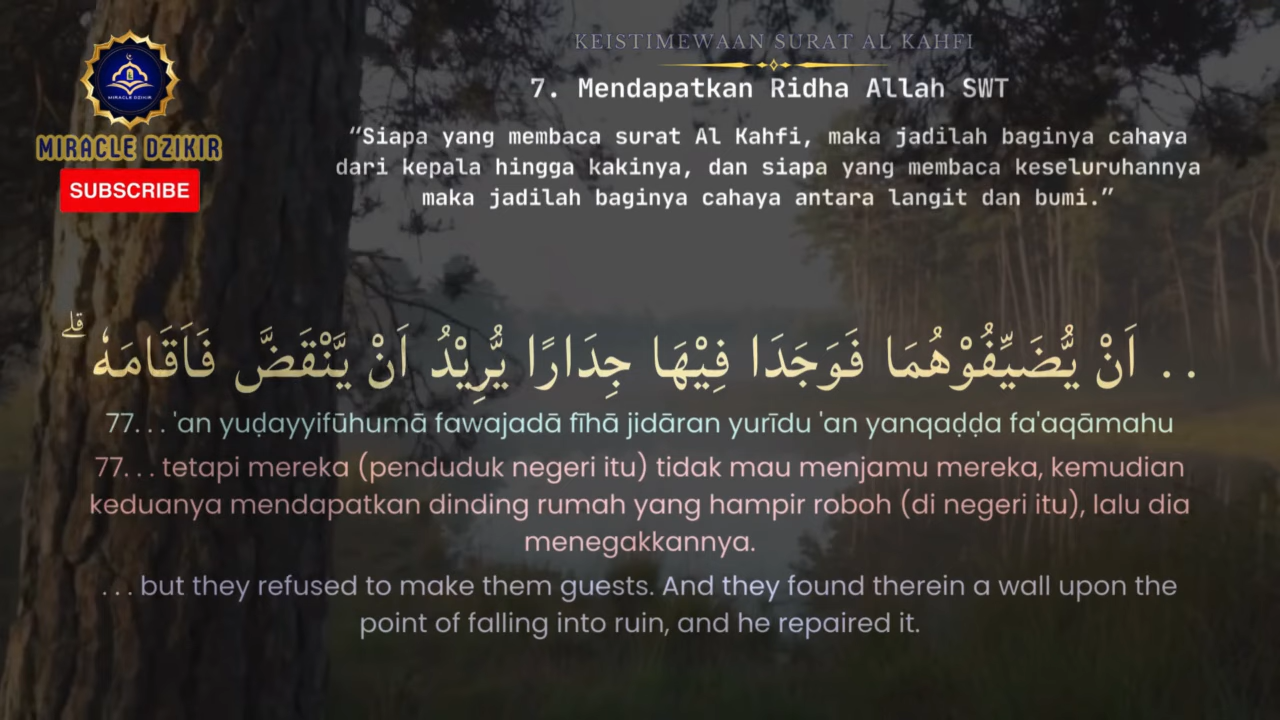 KEISTIMEWAAN SURAT AL KAHFI
7. Mendapatkan Ridha Allah SWT
“Siapa yang membaca surat Al Kahfi, maka jadilah baginya cahaya
dari kepala hingga kakinya, dan siapa yang membaca keseluruhannya
maka jadilah baginya cahaya antara langit dan bumi.”
MIRACLE DZIKIR
MIRACLE DZIKIR
SUBSCRIBE
. . اَنْ يُّضَيِّفُوْهُمَا فَوَجَدَا فِيْهَا جِدَارًا يُّرِيْدُ اَنْ يَّنْقَضَّ فَاَقَامَهٗ ۗ
77. . . 'an yuḍayyifūhumā fawajadā fīhā jidāran yurīdu 'an yanqaḍḍa fa'aqāmahu
77. . . tetapi mereka (penduduk negeri itu) tidak mau menjamu mereka, kemudian
keduanya mendapatkan dinding rumah yang hampir roboh (di negeri itu), lalu dia
menegakkannya.
. . . but they refused to make them guests. And they found therein a wall upon the
point of falling into ruin, and he repaired it.